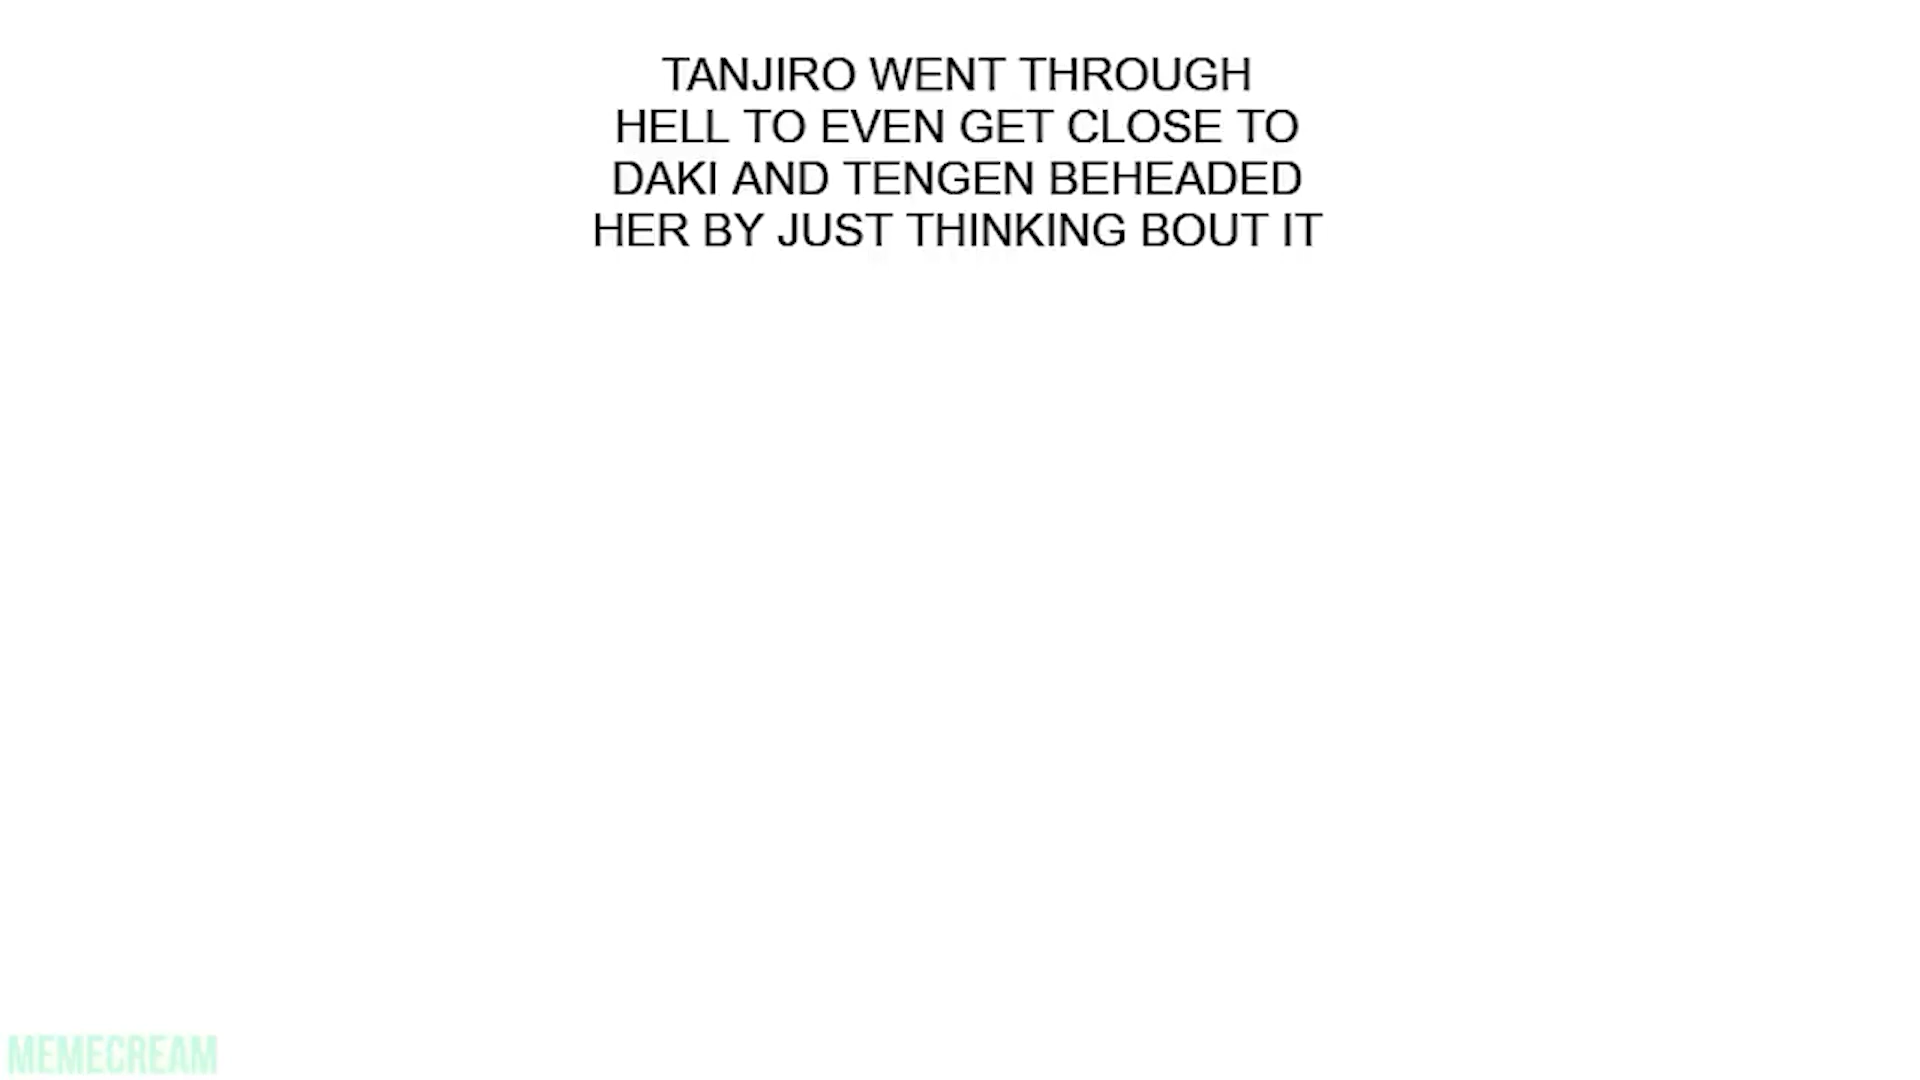 TANJIRO WENT THROUGH
HELL TO EVEN GET CLOSE TO
DAKI AND TENGEN BEHEADED
HER BY JUST THINKING BOUT IT
MEMECREAM